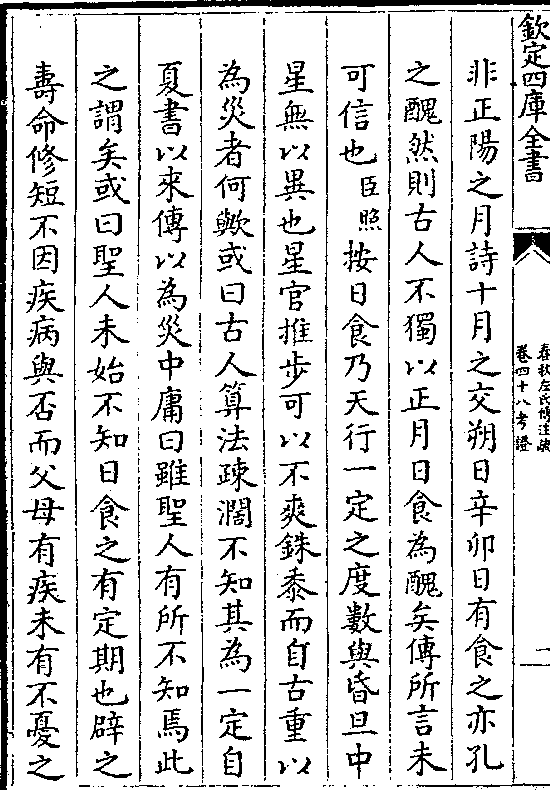 欽定四庫全書
春秋左氏傳注疏
卷四十八考證
一
非正陽之月詩十月之交朔日辛卯日有食之亦孔
之醜然則古人不獨以正月日食為醜矣傳所言未
可信也臣照按日食乃天行一定之度數與昏旦中
星無以異也星官推步可以不爽銖黍而自古重以
為災者何歟或曰古人算法疎濶不知其為一定自
夏書以來傳以為災中庸曰雖聖人有所不知焉此
之謂矣或曰聖人未始不知日食之有定期也辟之
壽命修短不因疾病與否而父母有疾未有不憂之